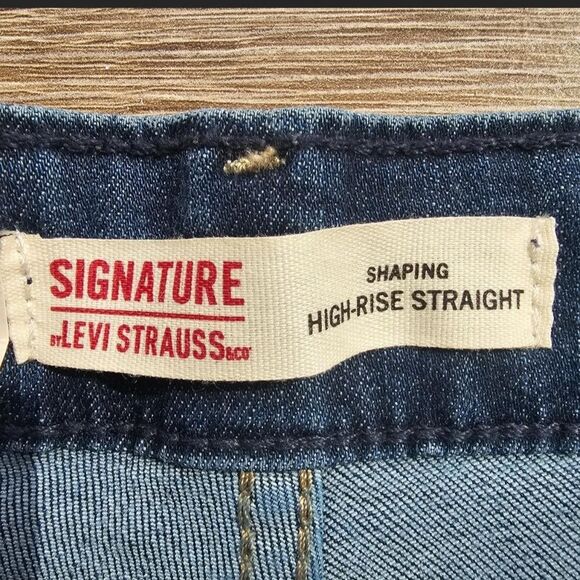 SIGNATURE
BY LEVI STRAUSS &CO
SHAPING
HIGH-RISE STRAIGHT